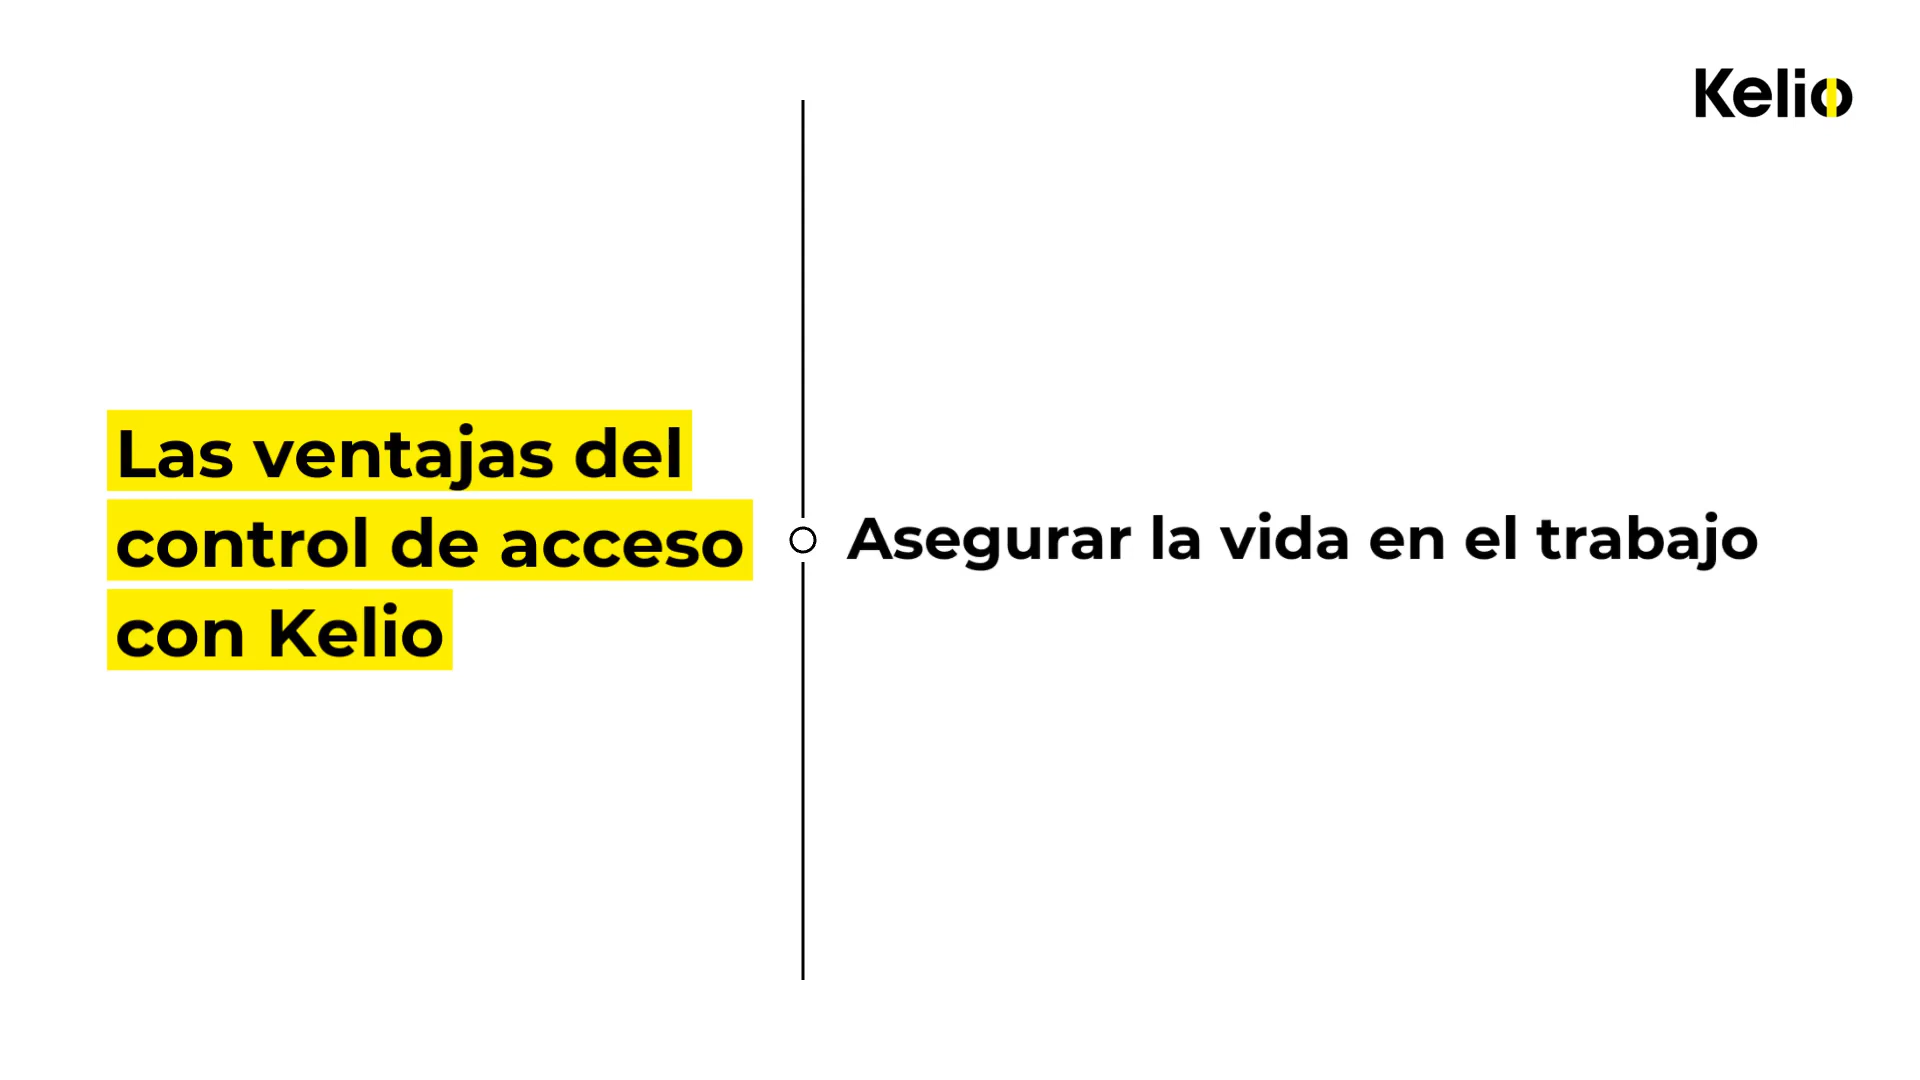 Kelio
Las ventajas del
control de acceso
con Kelio
Asegurar la vida en el trabajo